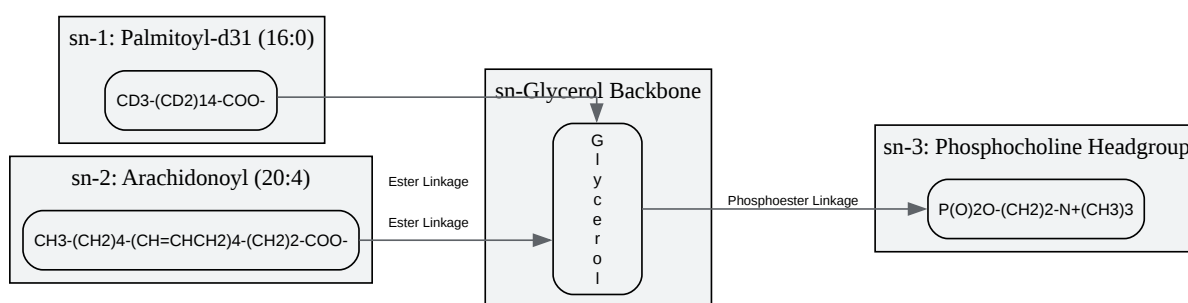 sn-1: Palmitoyl-d31 (16:0)
CD3-(CD2)14-COO-
sn-2: Arachidonoyl (20:4)
CH3-(CH2)4-(CH=CHCH2)4-(CH2)2-COO-
Ester Linkage
Ester Linkage
sn-Glycerol Backbone
G
l
y
c
e
r
o
l
Phosphoester Linkage
sn-3: Phosphocholine Headgroup
P(O)2O-(CH2)2-N+(CH3)3